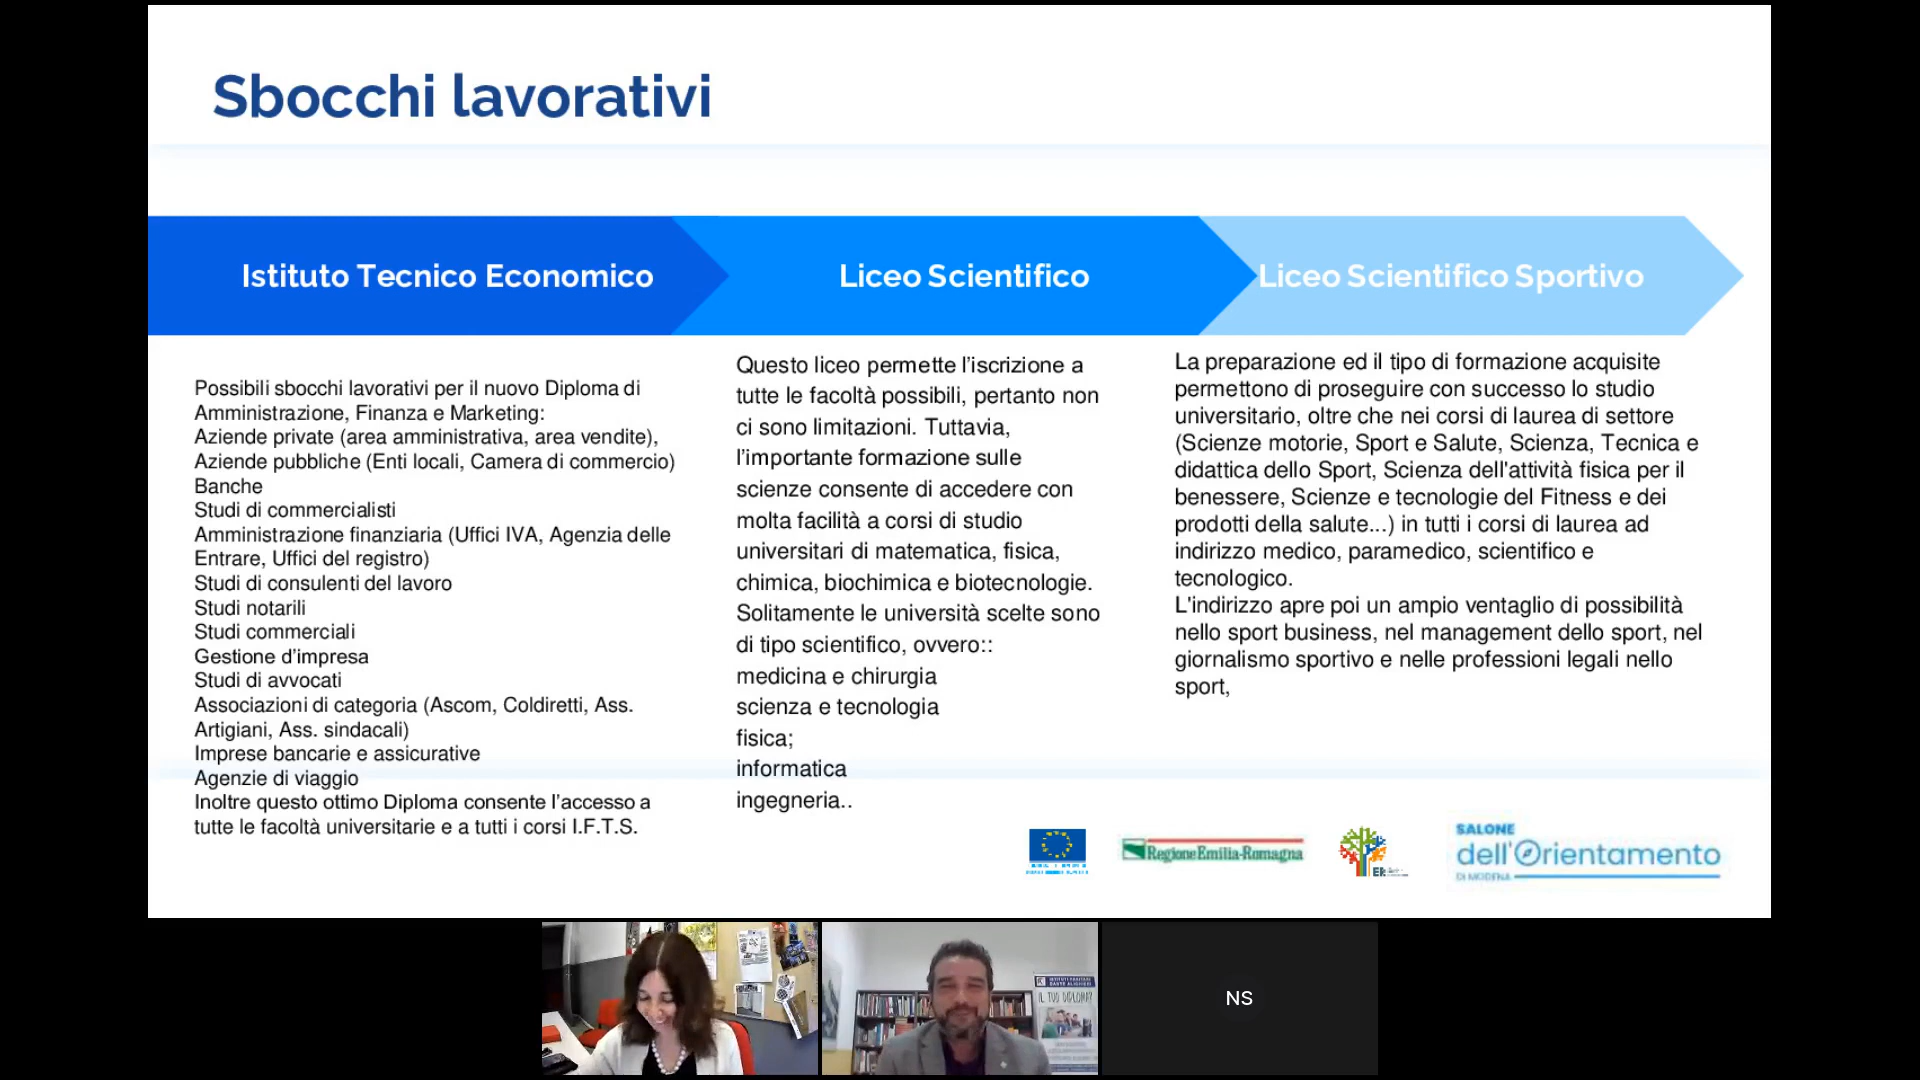 Sbocchi lavorativi
Istituto Tecnico Economico
Liceo Scientifico
Liceo Scientifico Sportivo
Possibili sbocchi lavorativi per il nuovo Diploma di
Amministrazione, Finanza e Marketing:
Aziende private (area amministrativa, area vendite),
Aziende pubbliche (Enti locali, Camera di commercio)
Banche
Studi di commercialisti
Amministrazione finanziaria (Uffici IVA, Agenzia delle
Entrare, Uffici del registro)
Studi di consulenti del lavoro
Studi notarili
Studi commerciali
Gestione d’impresa
Studi di avvocati
Associazioni di categoria (Ascom, Coldiretti, Ass.
Artigiani, Ass. sindacali)
Imprese bancarie e assicurative
Agenzie di viaggio
Inoltre questo ottimo Diploma consente l’accesso a
tutte le facoltà universitarie e a tutti i corsi I.F.T.S.
Questo liceo permette l’iscrizione a
tutte le facoltà possibili, pertanto non
ci sono limitazioni. Tuttavia,
l’importante formazione sulle
scienze consente di accedere con
molta facilità a corsi di studio
universitari di matematica, fisica,
chimica, biochimica e biotecnologie.
Solitamente le università scelte sono
di tipo scientifico, ovvero::
medicina e chirurgia
scienza e tecnologia
fisica;
informatica
ingegneria..
La preparazione ed il tipo di formazione acquisite
permettono di proseguire con successo lo studio
universitario, oltre che nei corsi di laurea di settore
(Scienze motorie, Sport e Salute, Scienza, Tecnica e
didattica dello Sport, Scienza dell'attività fisica per il
benessere, Scienze e tecnologie del Fitness e dei
prodotti della salute...) in tutti i corsi di laurea ad
indirizzo medico, paramedico, scientifico e
tecnologico.
L'indirizzo apre poi un ampio ventaglio di possibilità
nello sport business, nel management dello sport, nel
giornalismo sportivo e nelle professioni legali nello
sport,
RegioneEmilia-Romagna
ER
SALONE
dell'Orientamento
DI MODENA
IL TUO DIPLOMA?
NS